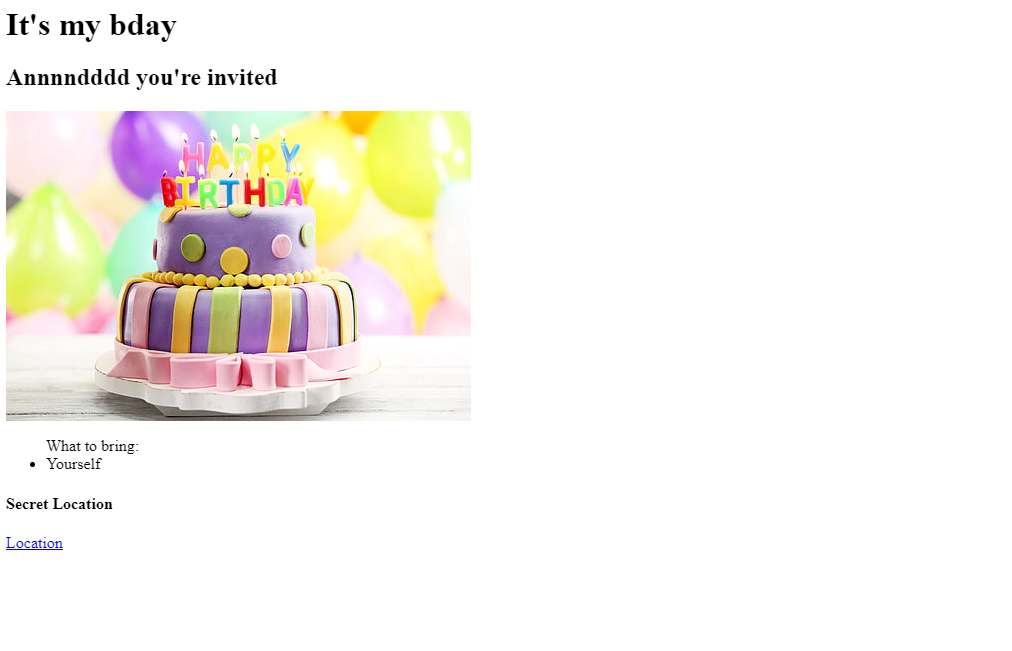 It's my bday
Annnndddd you're invited
HAPPY
BIRTHDAY
What to bring:
Yourself
Secret Location
Location